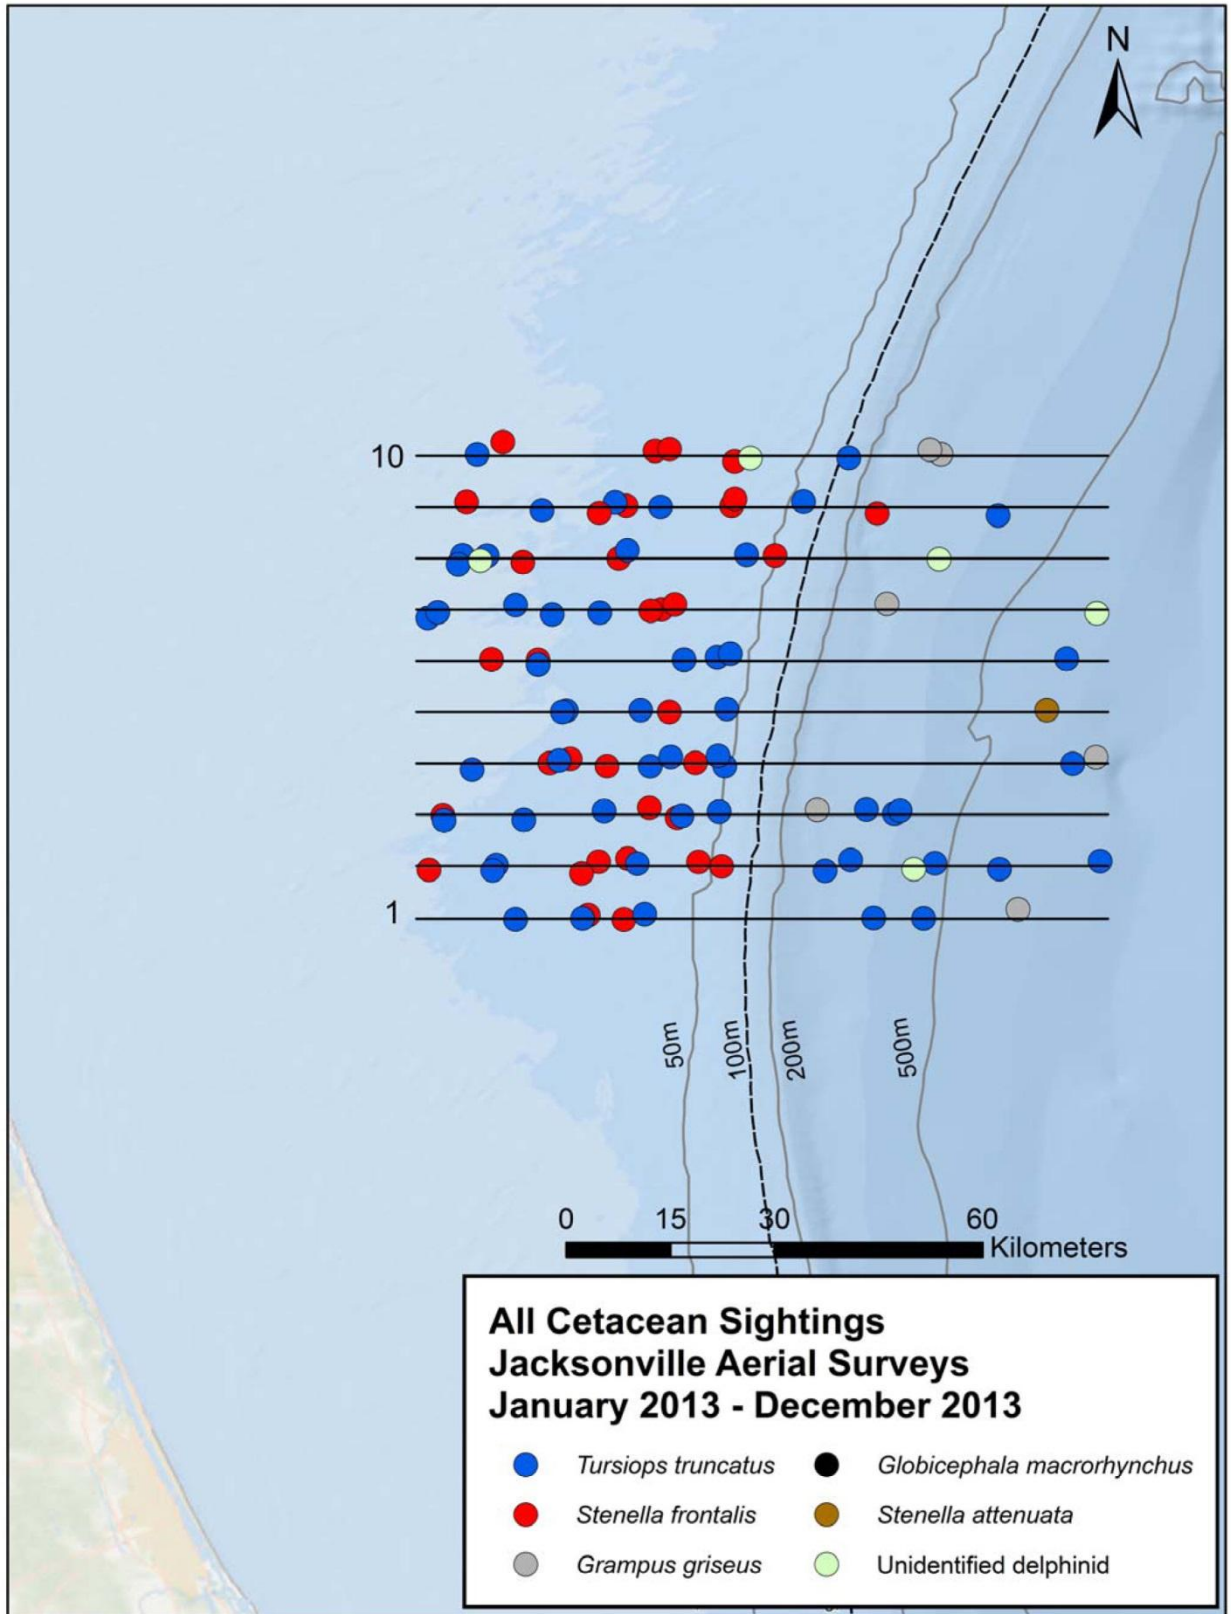 N
10
1
50m
100m
200m
500m
0 15 30 60
Kilometers
All Cetacean Sightings
Jacksonville Aerial Surveys
January 2013 - December 2013
Tursiops truncatus
Globicephala macrorhynchus
Stenella frontalis
Stenella attenuata
Grampus griseus
Unidentified delphinid